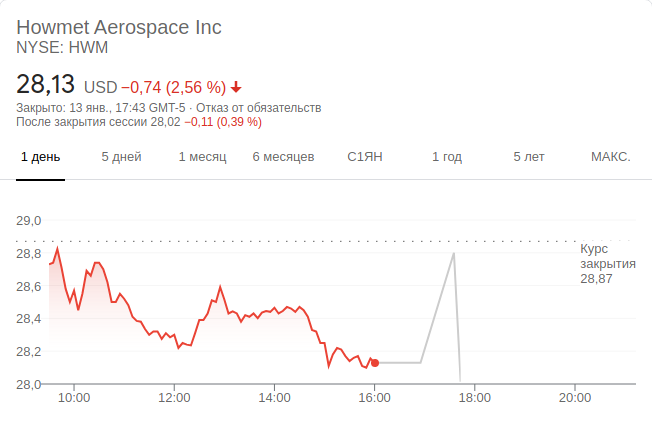 Howmet Aerospace Inc
NYSE: HWM
28,13 USD −0,74 (2,56 %)
Закрыто: 13 янв., 17:43 GMT-5 · Отказ от обязательств
После закрытия сессии 28,02 −0,11 (0,39 %)
1 день 5 дней 1 месяц 6 месяцев С1ЯН 1 год 5 лет МАКС.
29,0
28,8
28,6
28,4
28,2
28,0
Курс
закрытия
28,87
10:00 12:00 14:00 16:00 18:00 20:00